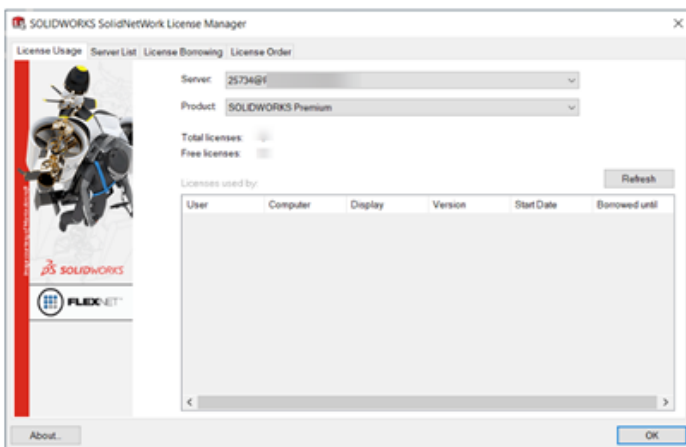 SOLIDWORKS SolidNetWork License Manager
License Usage Server List License Borrowing License Order
Server: 25734@
Product SOLIDWORKS Premium
Total licenses:
Free licenses:
Licenses used by:
Refresh
User Computer Display Version Start Date Borrowed until
SOLIDWORKS
FLEXNET
About...
OK